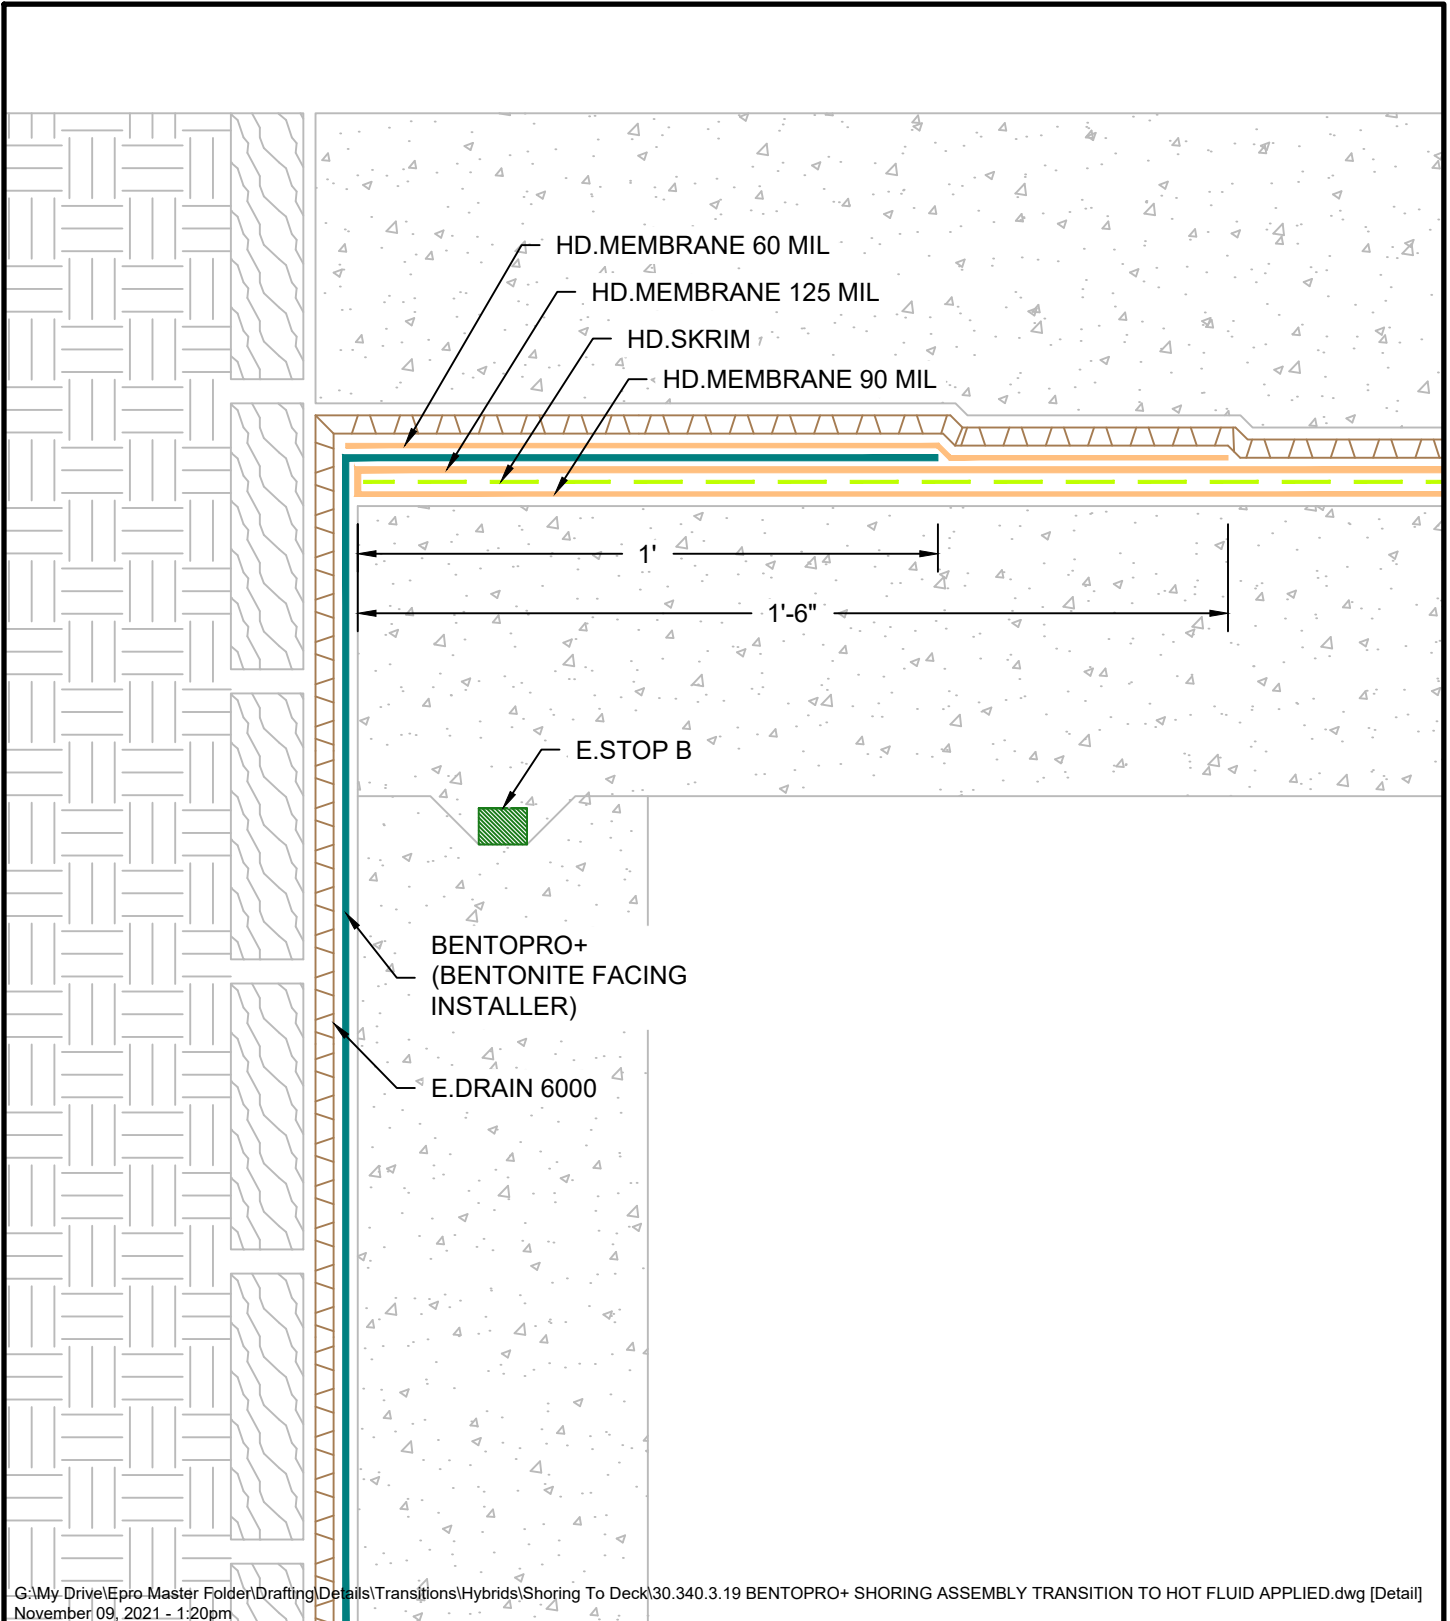 HD.MEMBRANE 60 MIL
HD.MEMBRANE 125 MIL
HD.SKRIM
HD.MEMBRANE 90 MIL
1'
1'-6"
E.STOP B
BENTOPRO+
(BENTONITE FACING
INSTALLER)
E.DRAIN 6000
G:\My Drive\Epro Master Folder\Drafting\Details\Transitions\Hybrids\Shoring To Deck\30.340.3.19 BENTOPRO+ SHORING ASSEMBLY TRANSITION TO HOT FLUID APPLIED.dwg [Detail]
November 09, 2021 - 1:20pm